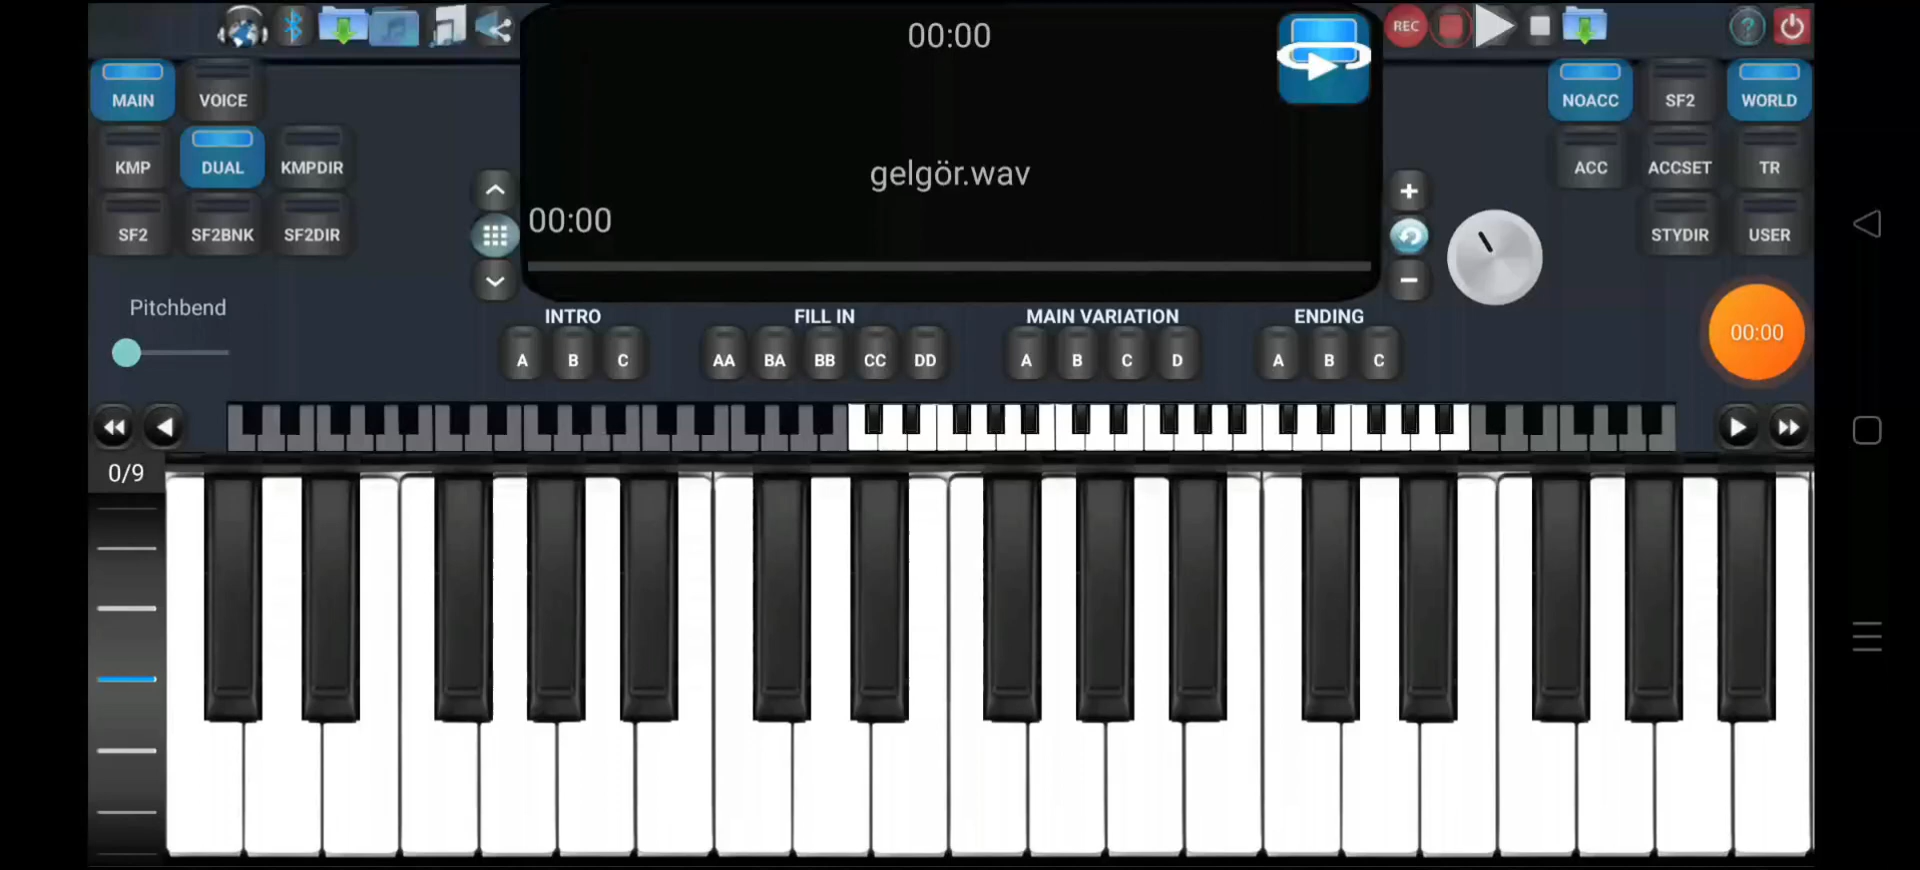 00:00
REC
?
MAIN VOICE
NOACC SF2 WORLD
KMP DUAL KMPDIR
gelgör.wav
ACC ACCSET TR
SF2 SF2BNK SF2DIR
00:00
+
−
STYDIR USER
Pitchbend
INTRO FILL IN MAIN VARIATION ENDING
00:00
A B C AA BA BB CC DD A B C D A B C
0/9